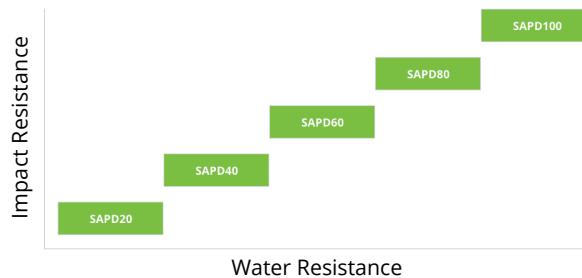 SAPD100
SAPD80
SAPD60
SAPD40
SAPD20
Impact Resistance
Water Resistance